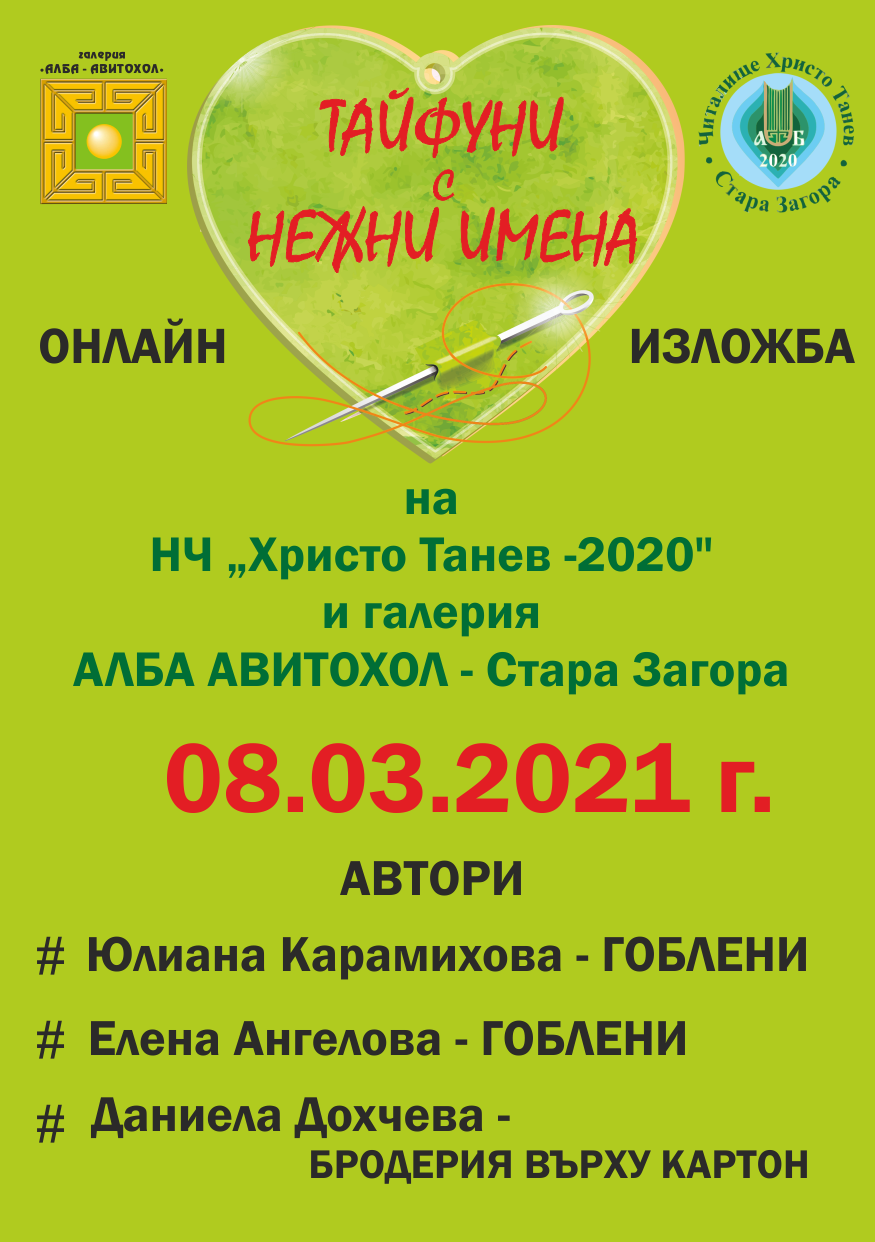 галерия
·АЛБА - АВИТОХОЛ·
Читалище Христо Танев
АБ
2020
• Стара Загора •
ТАЙФУНИ
с
НЕЖНИ ИМЕНА
ОНЛАЙН ИЗЛОЖБА
на
НЧ „Христо Танев -2020"
и галерия
АЛБА АВИТОХОЛ - Стара Загора
08.03.2021 г.
АВТОРИ
# Юлиана Карамихова - ГОБЛЕНИ
# Елена Ангелова - ГОБЛЕНИ
# Даниела Дохчева -
БРОДЕРИЯ ВЪРХУ КАРТОН